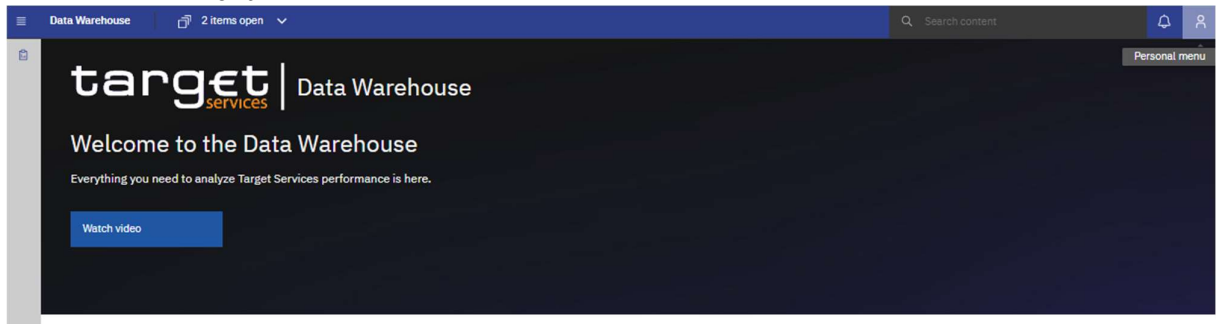 Data Warehouse
2 items open
Search content
Personal menu
target
services
Data Warehouse
Welcome to the Data Warehouse
Everything you need to analyze Target Services performance is here.
Watch video